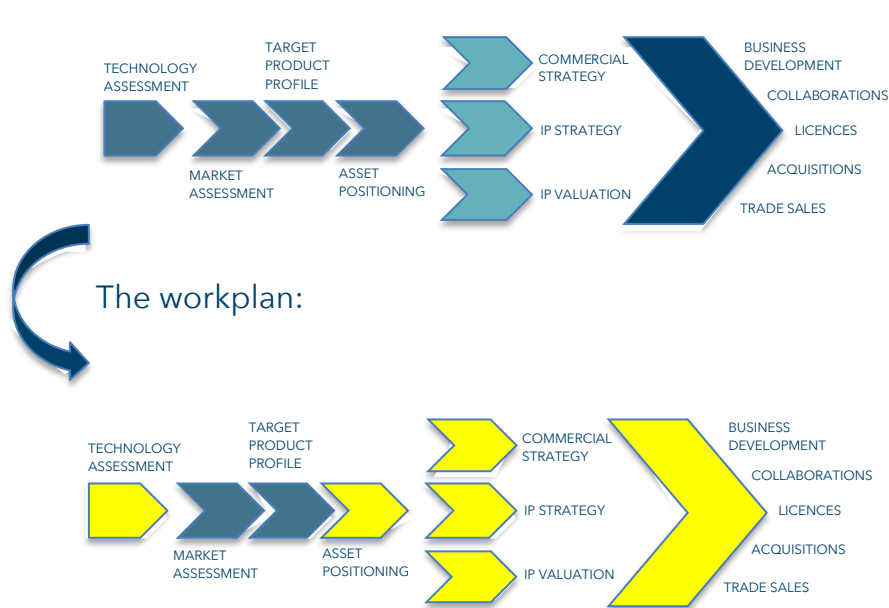 TECHNOLOGY
ASSESSMENT
TARGET
PRODUCT
PROFILE
MARKET
ASSESSMENT
ASSET
POSITIONING
COMMERCIAL
STRATEGY
IP STRATEGY
IP VALUATION
BUSINESS
DEVELOPMENT
COLLABORATIONS
LICENCES
ACQUISITIONS
TRADE SALES
The workplan:
TECHNOLOGY
ASSESSMENT
TARGET
PRODUCT
PROFILE
MARKET
ASSESSMENT
ASSET
POSITIONING
COMMERCIAL
STRATEGY
IP STRATEGY
IP VALUATION
BUSINESS
DEVELOPMENT
COLLABORATIONS
LICENCES
ACQUISITIONS
TRADE SALES